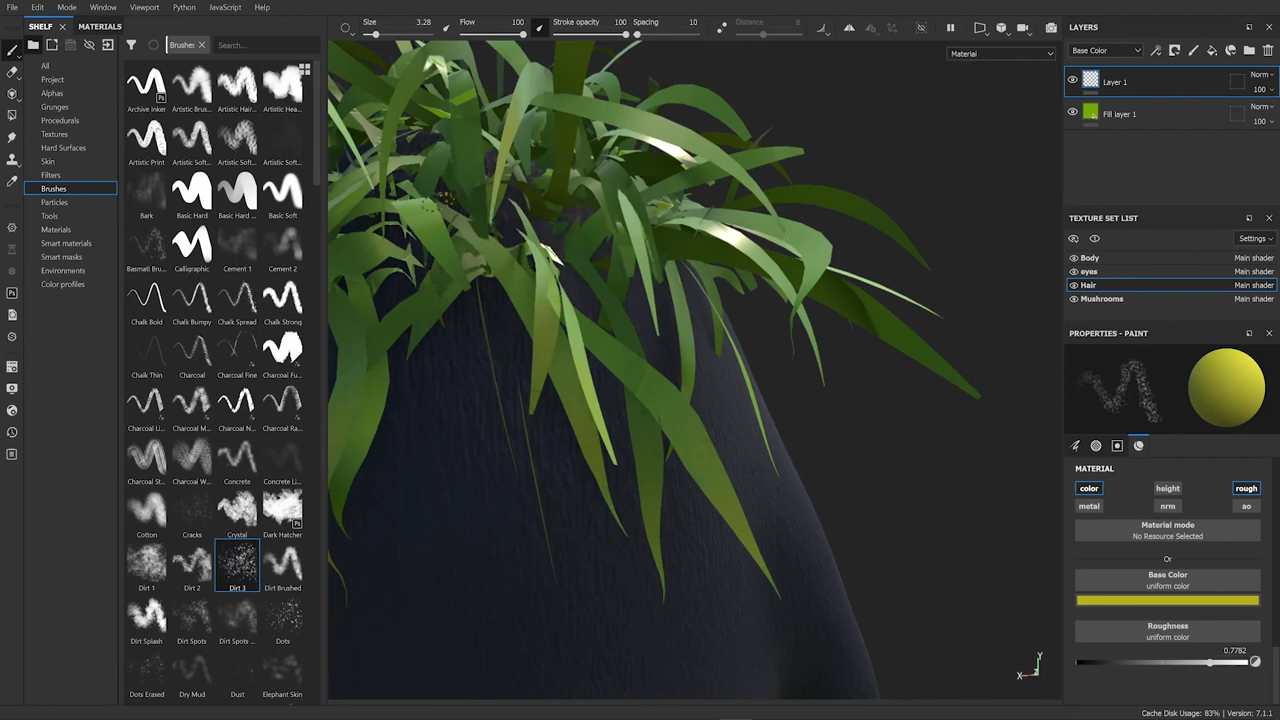 File Edit Mode Window Viewport Python JavaScript Help
SHELF MATERIALS
Brushes Search...
All
Project
Alphas
Grunges
Procedurals
Textures
Hard Surfaces
Skin
Filters
Brushes
Particles
Tools
Materials
Smart materials
Smart masks
Environments
Color profiles
Archive Inker Artistic Brus... Artistic Hair... Artistic Hea...
Artistic Print Artistic Soft... Artistic Soft... Artistic Soft...
Bark Basic Hard Basic Hard ... Basic Soft
Basmati Bru... Calligraphic Cement 1 Cement 2
Chalk Bold Chalk Bumpy Chalk Spread Chalk Strong
Chalk Thin Charcoal Charcoal Fine Charcoal Fu...
Charcoal Li... Charcoal M... Charcoal N... Charcoal Ra...
Charcoal St... Charcoal W... Concrete Concrete Li...
Cotton Cracks Crystal Dark Hatcher
Dirt 1 Dirt 2 Dirt 3 Dirt Brushed
Dirt Splash Dirt Spots Dirt Spots ... Dots
Dots Erased Dry Mud Dust Elephant Skin
Size 3.28 Flow 100 Stroke opacity 100 Spacing 10 Distance 8
Material
Y
X
LAYERS
Base Color
Layer 1 Norm
100
Fill layer 1 Norm
100
TEXTURE SET LIST
Settings
Body Main shader
eyes Main shader
Hair Main shader
Mushrooms Main shader
PROPERTIES - PAINT
MATERIAL
color height rough
metal nrm ao
Material mode
No Resource Selected
Or
Base Color
uniform color
Roughness
uniform color
0.7782
Cache Disk Usage: 83% | Version: 7.1.1